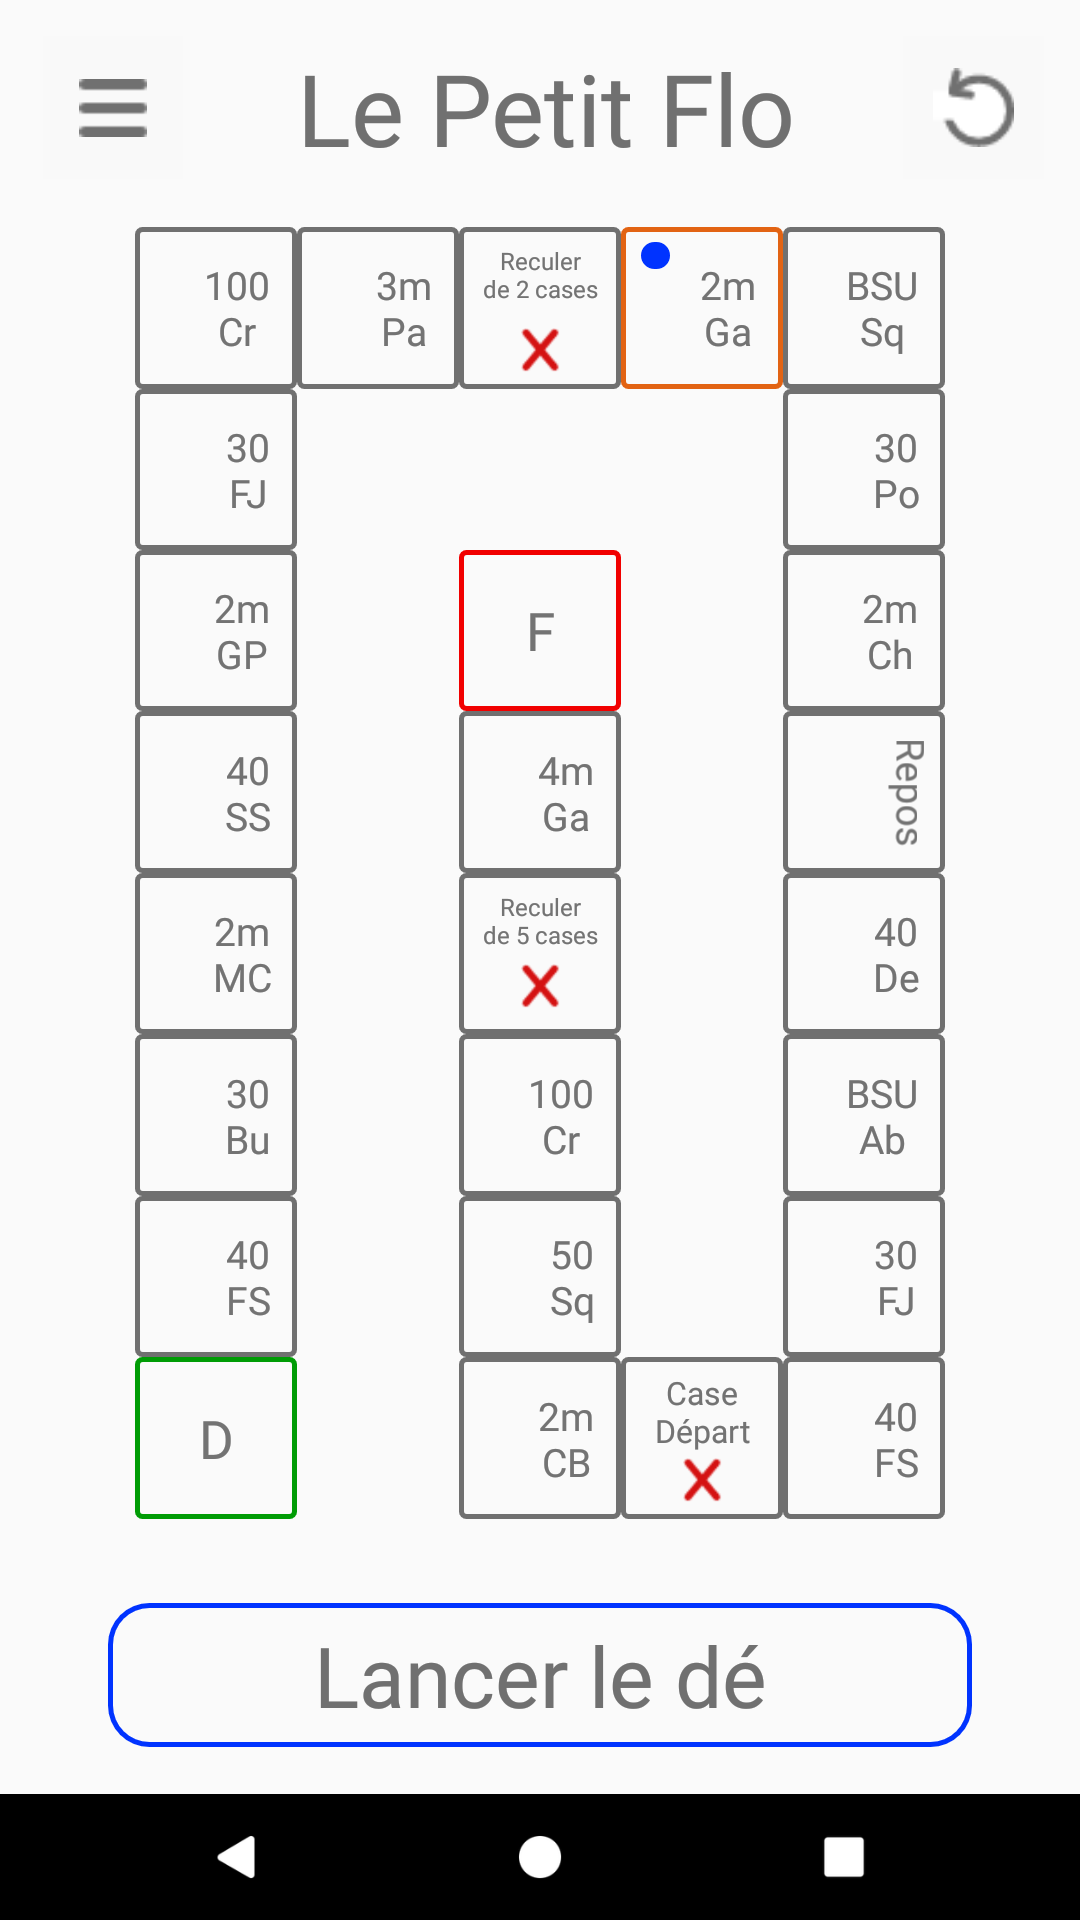 Le Petit Flo
100
Cr
3m
Pa
Reculer
de 2 cases
2m
Ga
BSU
Sq
30
FJ
30
Po
2m
GP
F
2m
Ch
40
SS
4m
Ga
Repos
2m
MC
Reculer
de 5 cases
40
De
30
Bu
100
Cr
BSU
Ab
40
FS
50
Sq
30
FJ
D
2m
CB
Case
Départ
40
FS
Lancer le dé